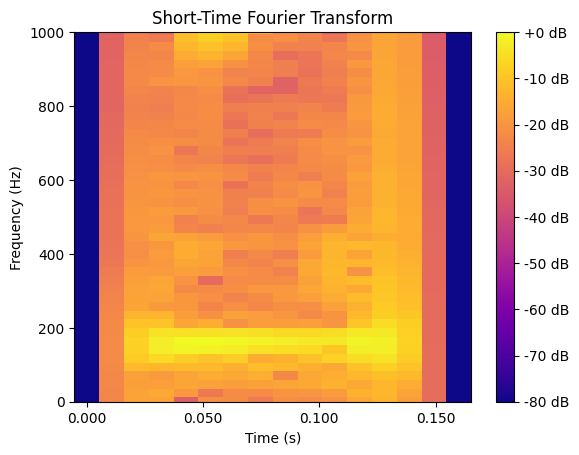 Short-Time Fourier Transform
1000
800
600
400
200
0
Frequency (Hz)
0.000
0.050
0.100
0.150
Time (s)
+0 dB
-10 dB
-20 dB
-30 dB
-40 dB
-50 dB
-60 dB
-70 dB
-80 dB